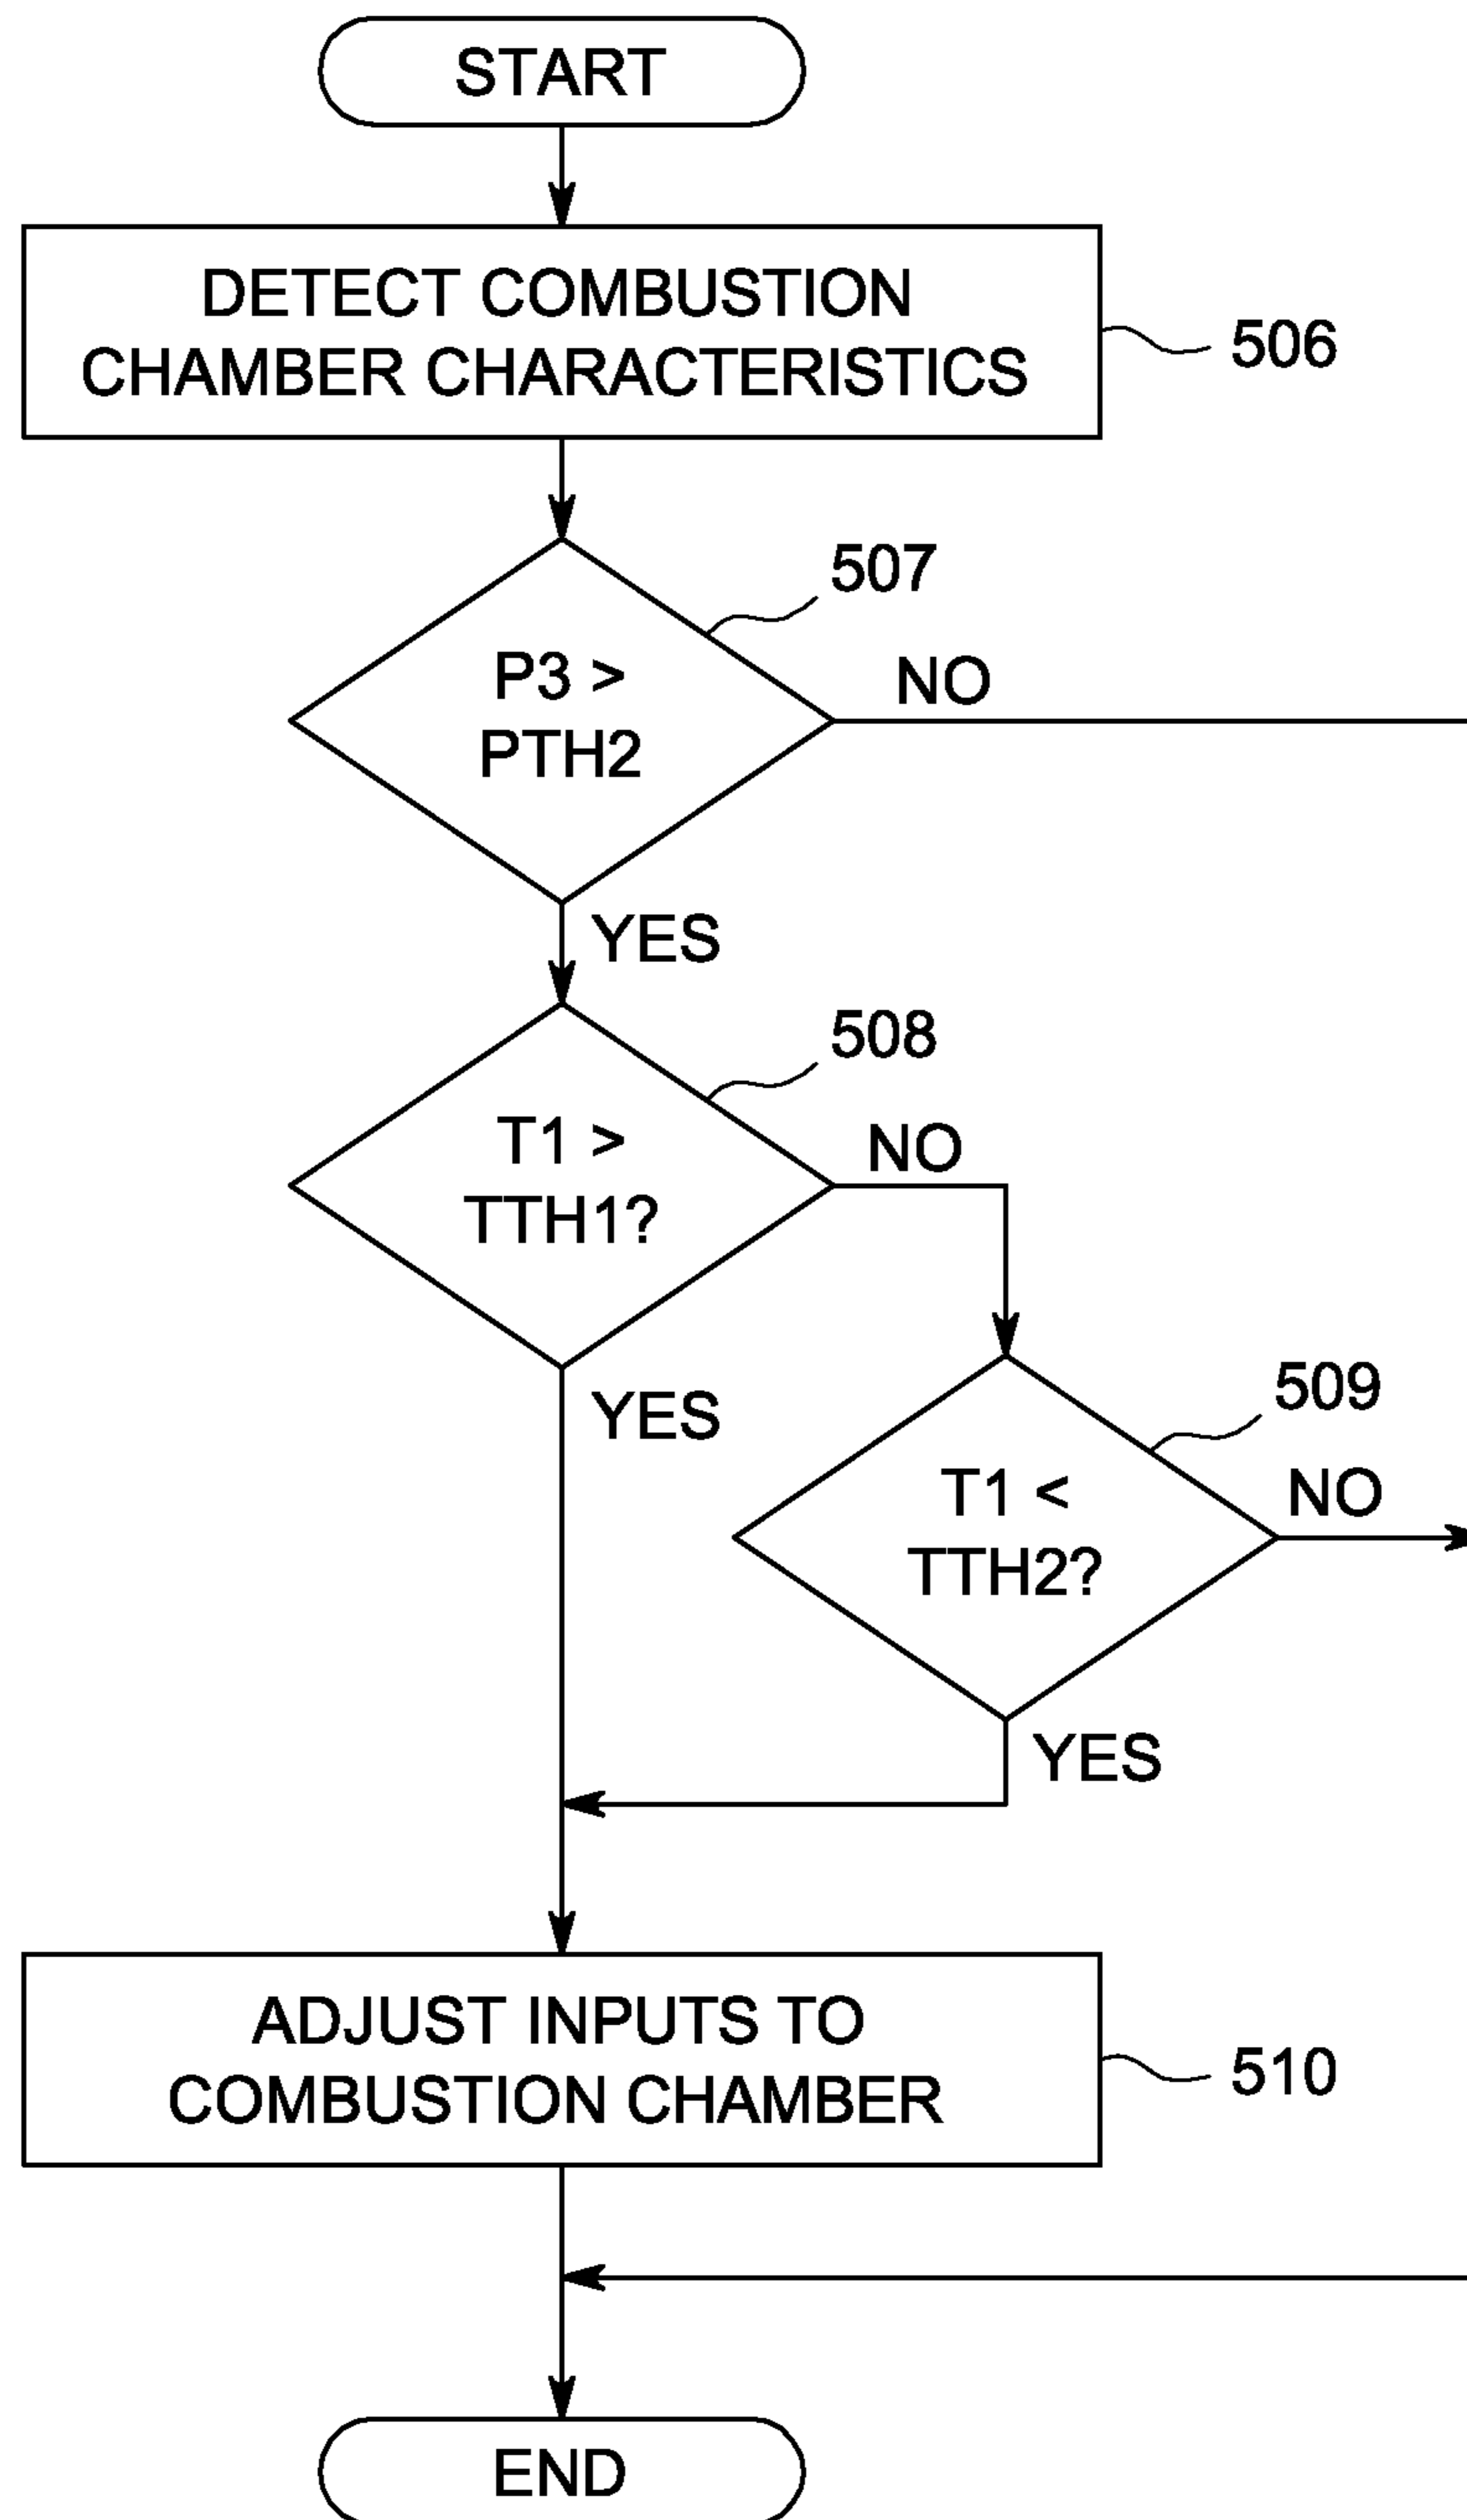 START
DETECT COMBUSTION
CHAMBER CHARACTERISTICS
506
507
P3 >
PTH2
NO
YES
508
T1 >
TTH1?
NO
YES
509
T1 <
TTH2?
NO
YES
ADJUST INPUTS TO
COMBUSTION CHAMBER
510
END